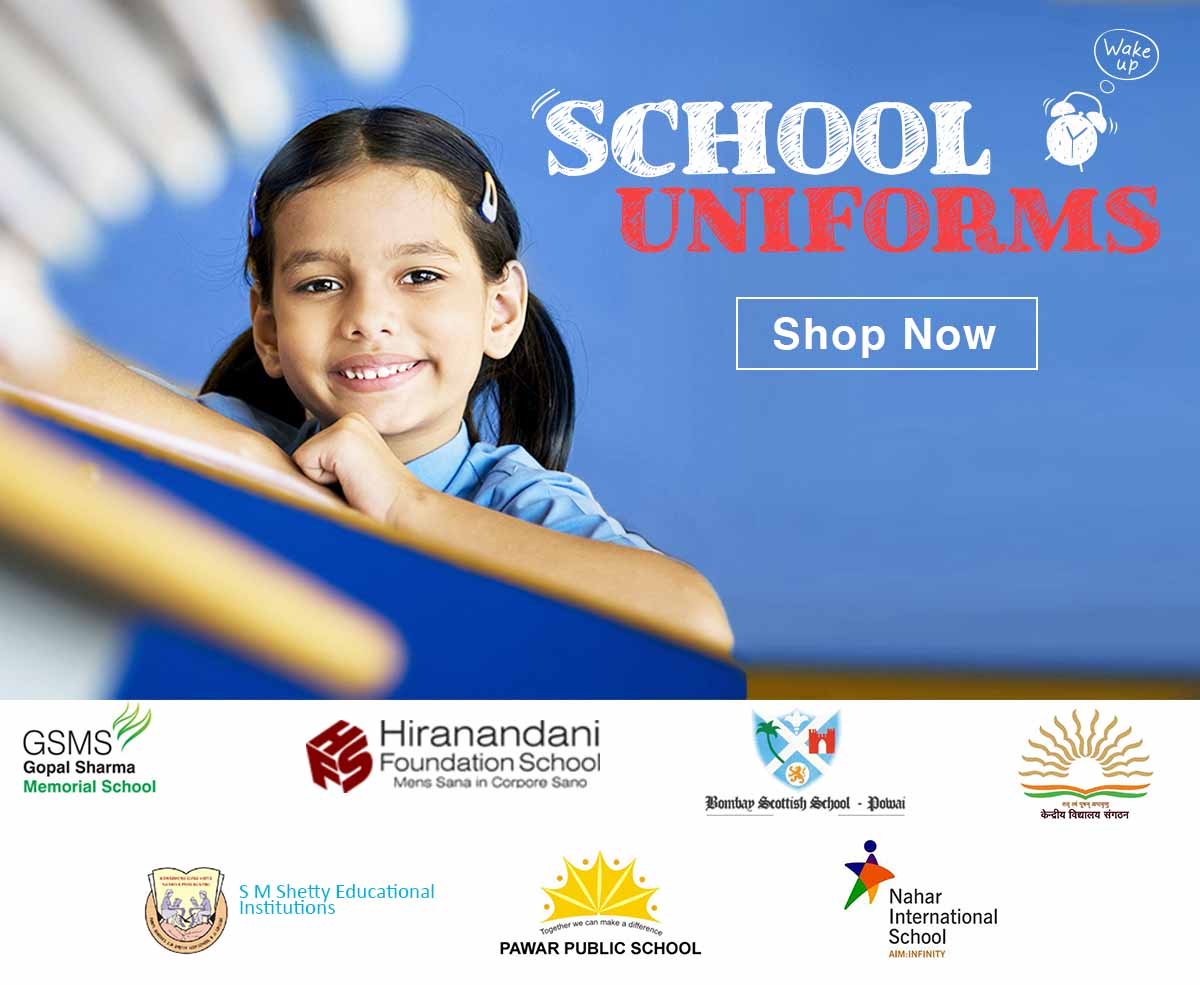 Wake
up
SCHOOL
UNIFORMS
Shop Now
GSMS
Gopal Sharma
Memorial School
Hiranandani
Foundation School
Mens Sana in Corpore Sano
Bombay Scottish School - Powai
केन्द्रीय विद्यालय संगठन
S M Shetty Educational
Institutions
Together we can make a difference
PAWAR PUBLIC SCHOOL
Nahar
International
School
AIM:INFINITY